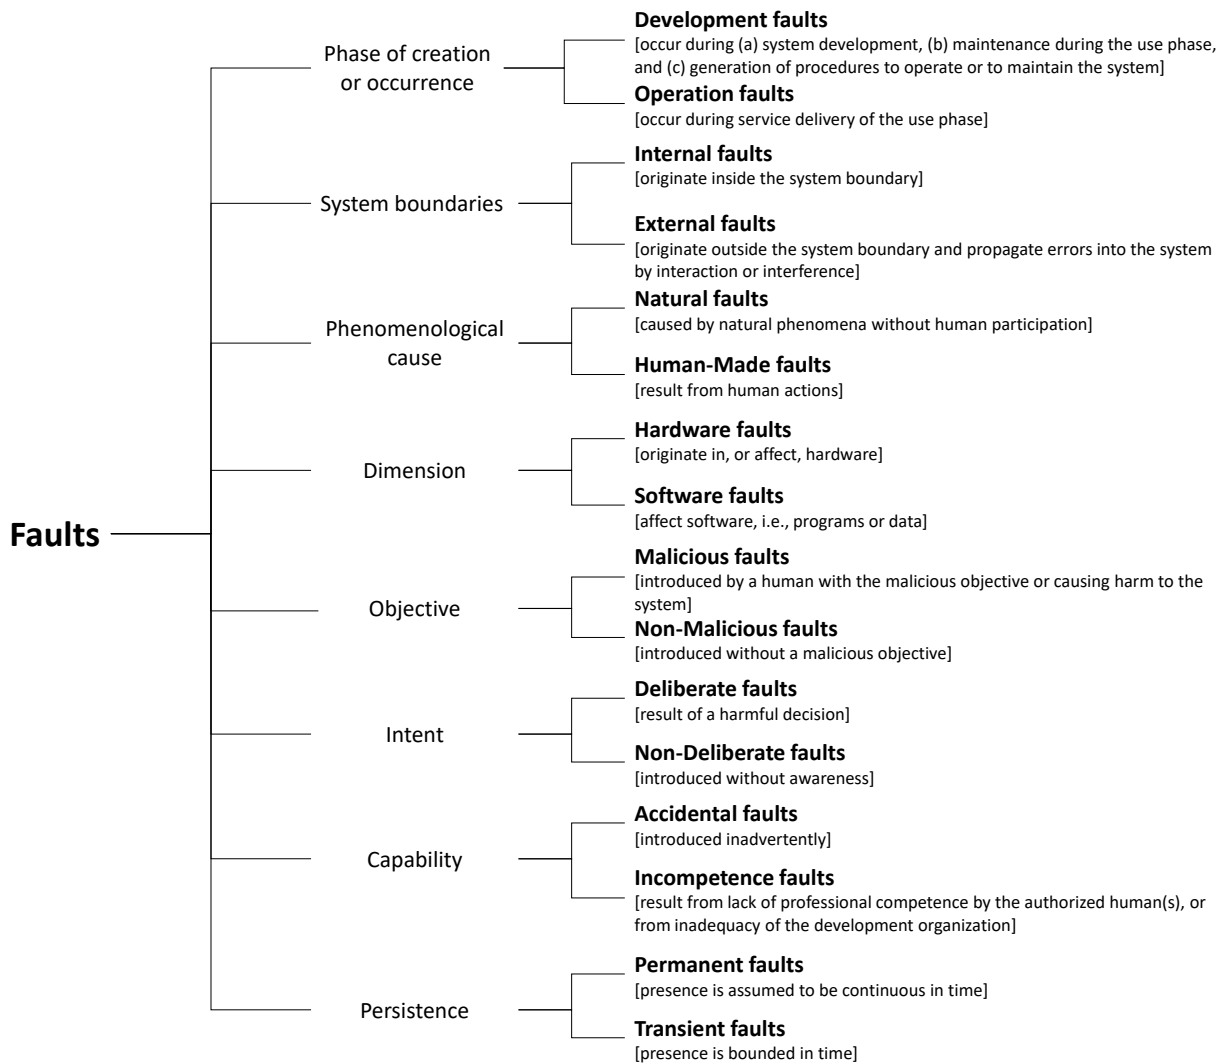 Development faults
[occur during (a) system development, (b) maintenance during the use phase,
and (c) generation of procedures to operate or to maintain the system]
Phase of creation
or occurrence
Operation faults
[occur during service delivery of the use phase]
Internal faults
[originate inside the system boundary]
System boundaries
External faults
[originate outside the system boundary and propagate errors into the system
by interaction or interference]
Natural faults
[caused by natural phenomena without human participation]
Phenomenological
cause
Human-Made faults
[result from human actions]
Hardware faults
[originate in, or affect, hardware]
Dimension
Software faults
[affect software, i.e., programs or data]
Faults
Malicious faults
[introduced by a human with the malicious objective or causing harm to the
system]
Objective
Non-Malicious faults
[introduced without a malicious objective]
Deliberate faults
[result of a harmful decision]
Intent
Non-Deliberate faults
[introduced without awareness]
Accidental faults
[introduced inadvertently]
Capability
Incompetence faults
[result from lack of professional competence by the authorized human(s), or
from inadequacy of the development organization]
Permanent faults
[presence is assumed to be continuous in time]
Persistence
Transient faults
[presence is bounded in time]